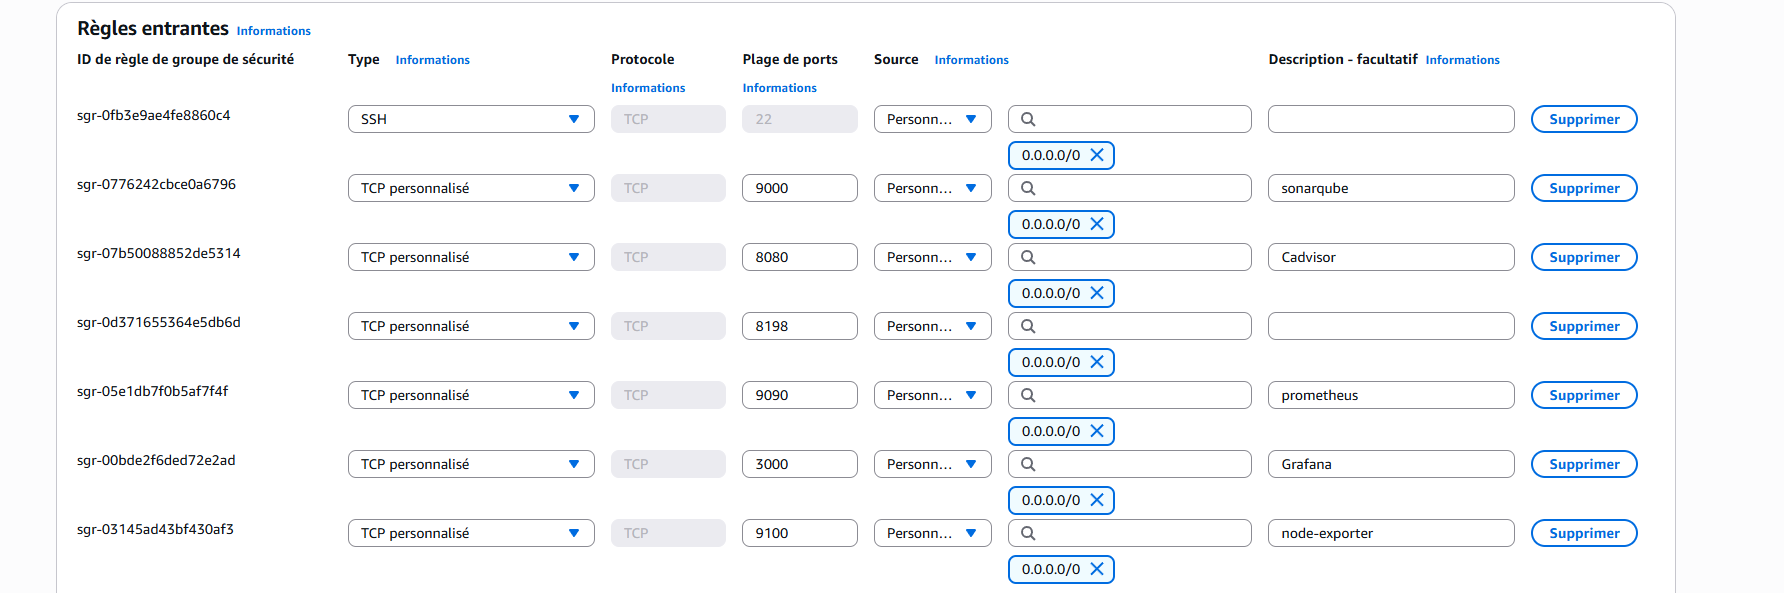 Règles entrantes Informations
ID de règle de groupe de sécurité Type Informations Protocole Plage de ports Source Informations Description - facultatif Informations
Informations Informations
sgr-0fb3e9ae4fe8860c4 SSH TCP 22 Personn... Supprimer
0.0.0.0/0
sgr-0776242cbce0a6796 TCP personnalisé TCP 9000 Personn... sonarqube Supprimer
0.0.0.0/0
sgr-07b50088852de5314 TCP personnalisé TCP 8080 Personn... Cadvisor Supprimer
0.0.0.0/0
sgr-0d371655364e5db6d TCP personnalisé TCP 8198 Personn... Supprimer
0.0.0.0/0
sgr-05e1db7f0b5af7f4f TCP personnalisé TCP 9090 Personn... prometheus Supprimer
0.0.0.0/0
sgr-00bde2f6ded72e2ad TCP personnalisé TCP 3000 Personn... Grafana Supprimer
0.0.0.0/0
sgr-03145ad43bf430af3 TCP personnalisé TCP 9100 Personn... node-exporter Supprimer
0.0.0.0/0